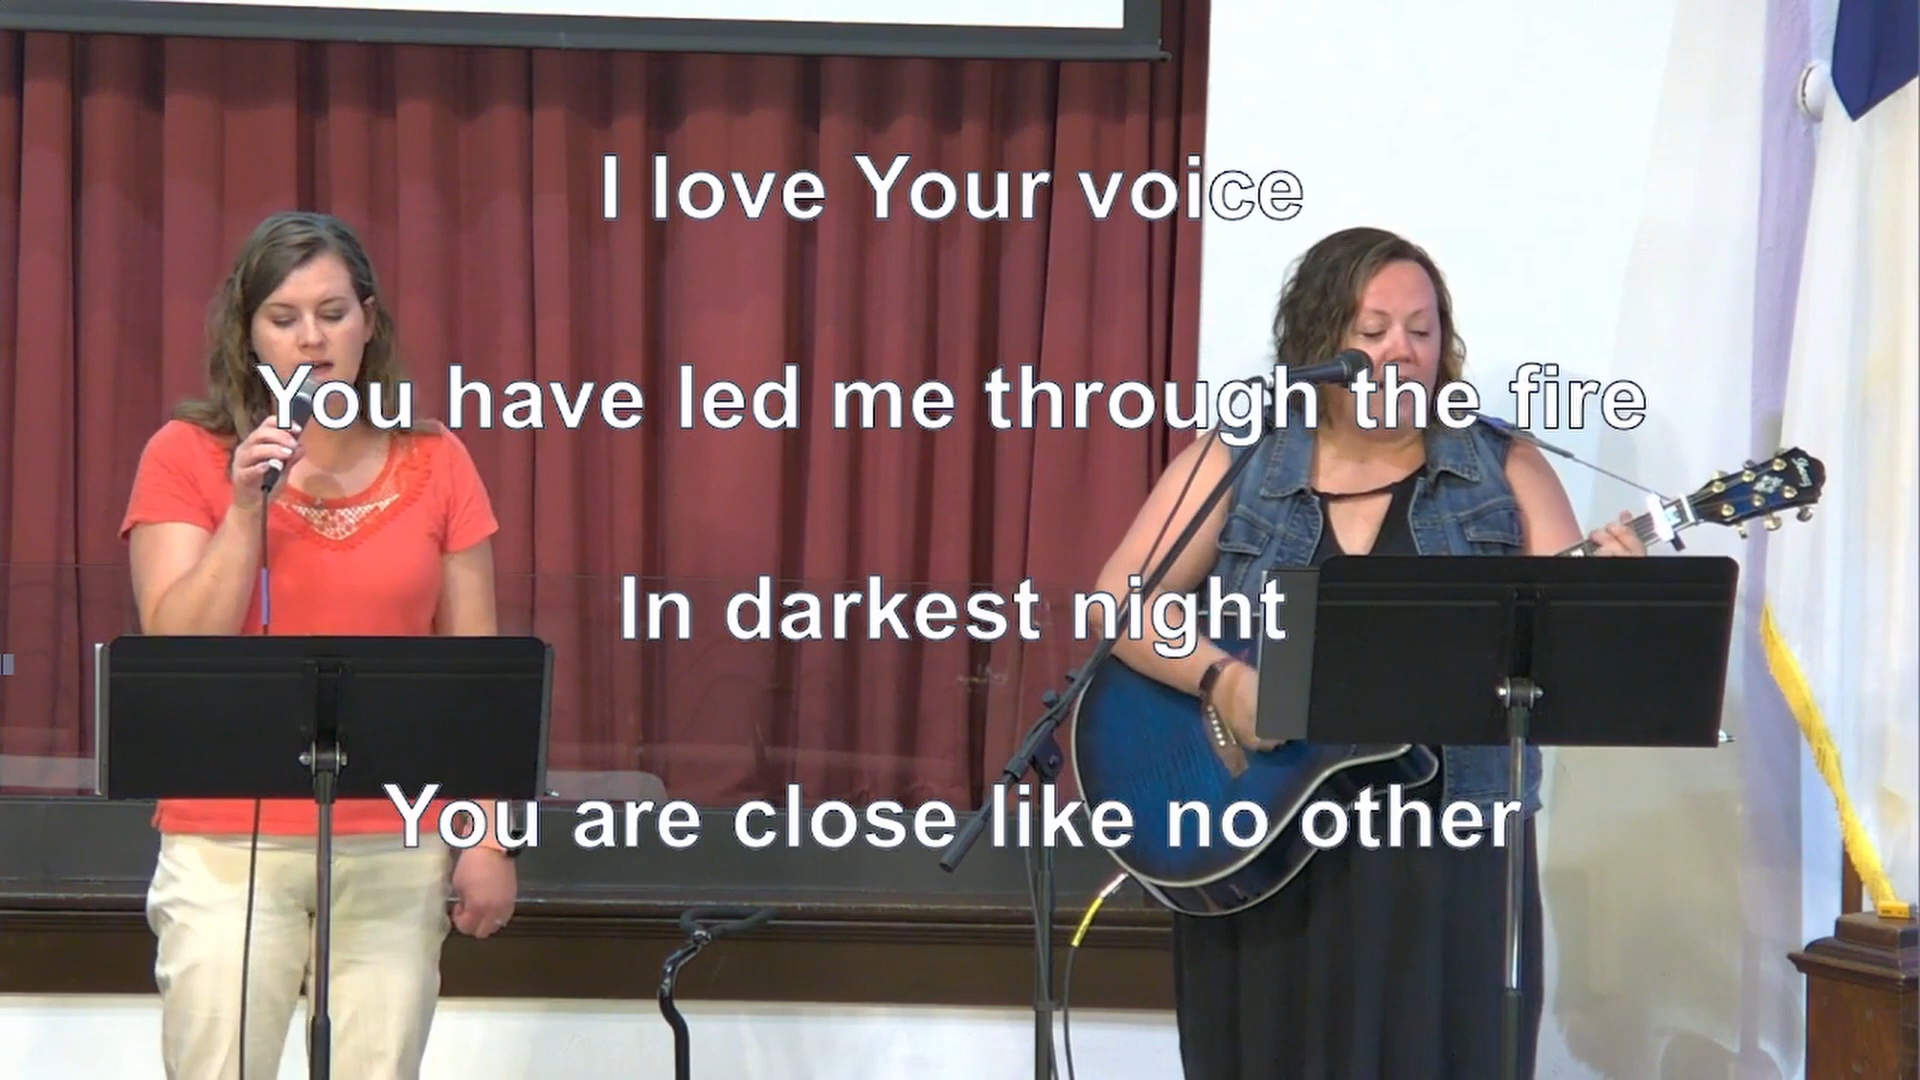 I love Your voice
You have led me through the fire
In darkest night
You are close like no other